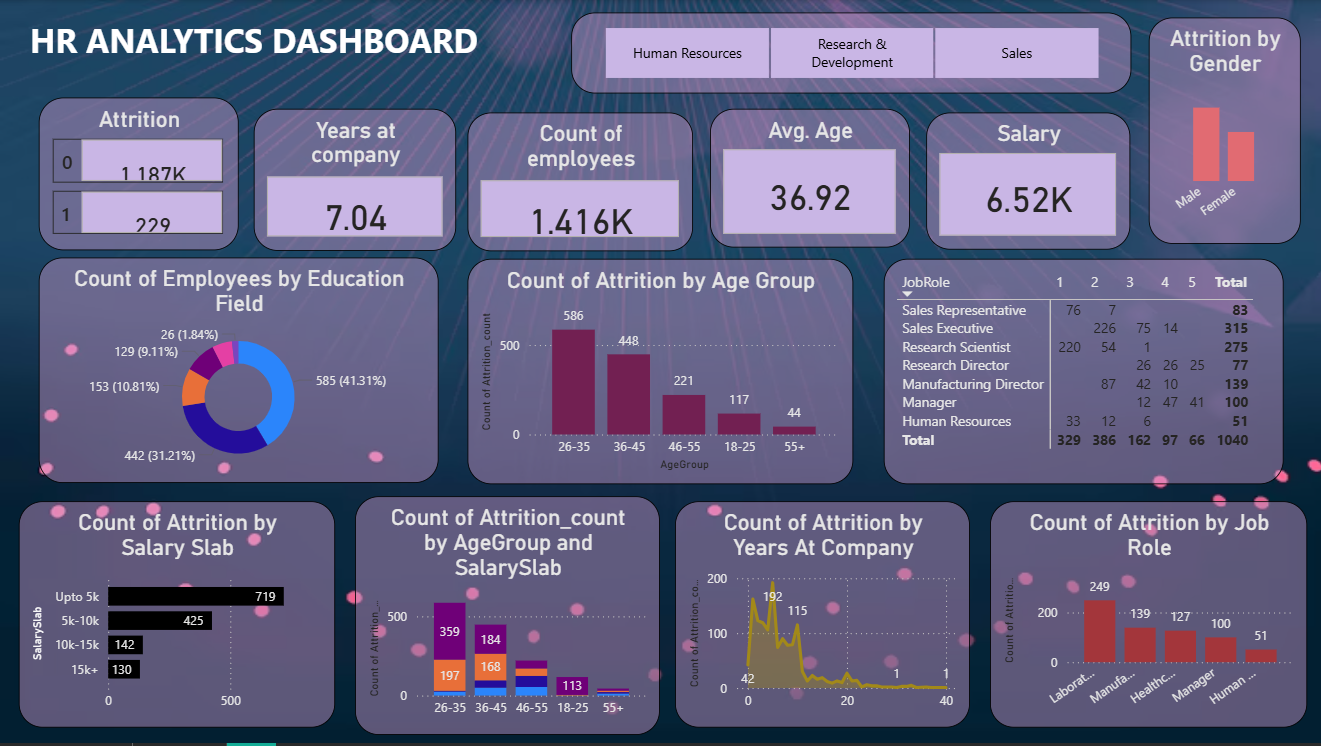 HR ANALYTICS DASHBOARD
Human Resources
Research &
Development
Sales
Attrition by
Gender
Male
Female
Attrition
0
1.187K
1
229
Years at
company
7.04
Count of
employees
1.416K
Avg. Age
36.92
Salary
6.52K
Count of Employees by Education
Field
26 (1.84%)
129 (9.11%)
153 (10.81%)
585 (41.31%)
442 (31.21%)
Count of Attrition by Age Group
Count of Attrition_count
500
0
586
448
221
117
44
26-35
36-45
46-55
18-25
55+
AgeGroup
JobRole 1 2 3 4 5 Total
Sales Representative 76 7 83
Sales Executive 226 75 14 315
Research Scientist 220 54 1 275
Research Director 26 26 25 77
Manufacturing Director 87 42 10 139
Manager 12 47 41 100
Human Resources 33 12 6 51
Total 329 386 162 97 66 1040
Count of Attrition by
Salary Slab
SalarySlab
Upto 5k 719
5k-10k 425
10k-15k 142
15k+ 130
0 500
Count of Attrition_count
by AgeGroup and
SalarySlab
Count of Attrition_...
500
0
359
197
184
168
113
26-35
36-45
46-55
18-25
55+
Count of Attrition by
Years At Company
Count of Attrition_co...
200
100
0
192
115
42
1
1
0 20 40
Count of Attrition by Job
Role
Count of Attritio...
200
0
249
139
127
100
51
Laborat...
Manufa...
Healthc...
Manager
Human ...